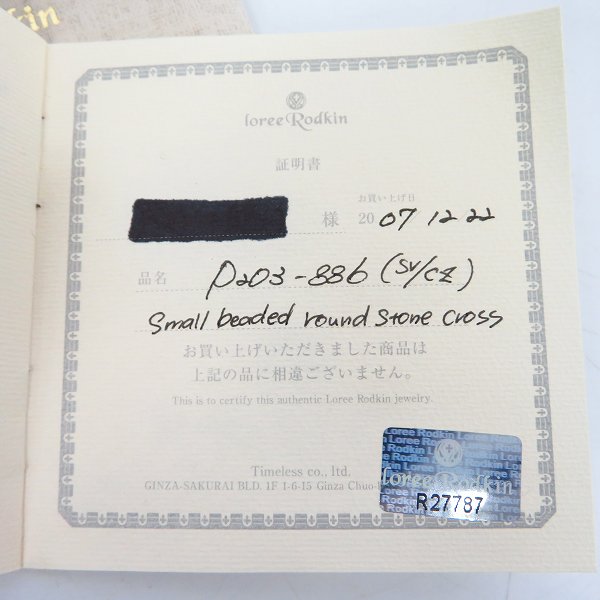 loree Rodkin
証明書
お買い上げ日
様 2007 12 22
品名 P203-886 (SV/CZ)
Small beaded round stone cross
お買い上げいただきました商品は
上記の品に相違ございません。
This is to certify this authentic Loree Rodkin jewelry.
Timeless co., ltd.
GINZA-SAKURAI BLD. 1F 1-6-15 Ginza Chuo-
Loree Rodkin
R27787